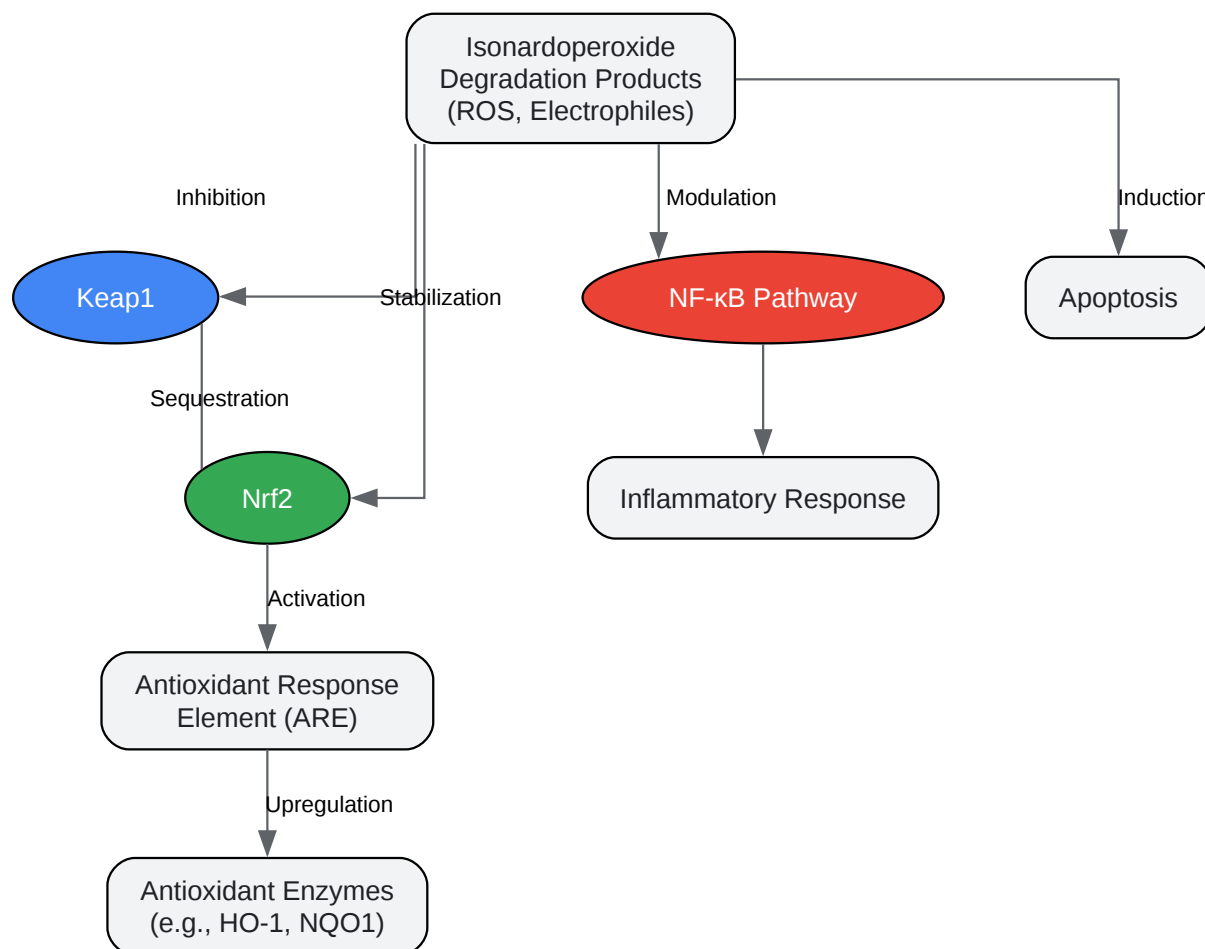 Isonardoperoxide
Degradation Products
(ROS, Electrophiles)
Inhibition
Modulation
Induction
Keap1
Stabilization
NF-κB Pathway
Apoptosis
Sequestration
Nrf2
Inflammatory Response
Activation
Antioxidant Response
Element (ARE)
Upregulation
Antioxidant Enzymes
(e.g., HO-1, NQO1)